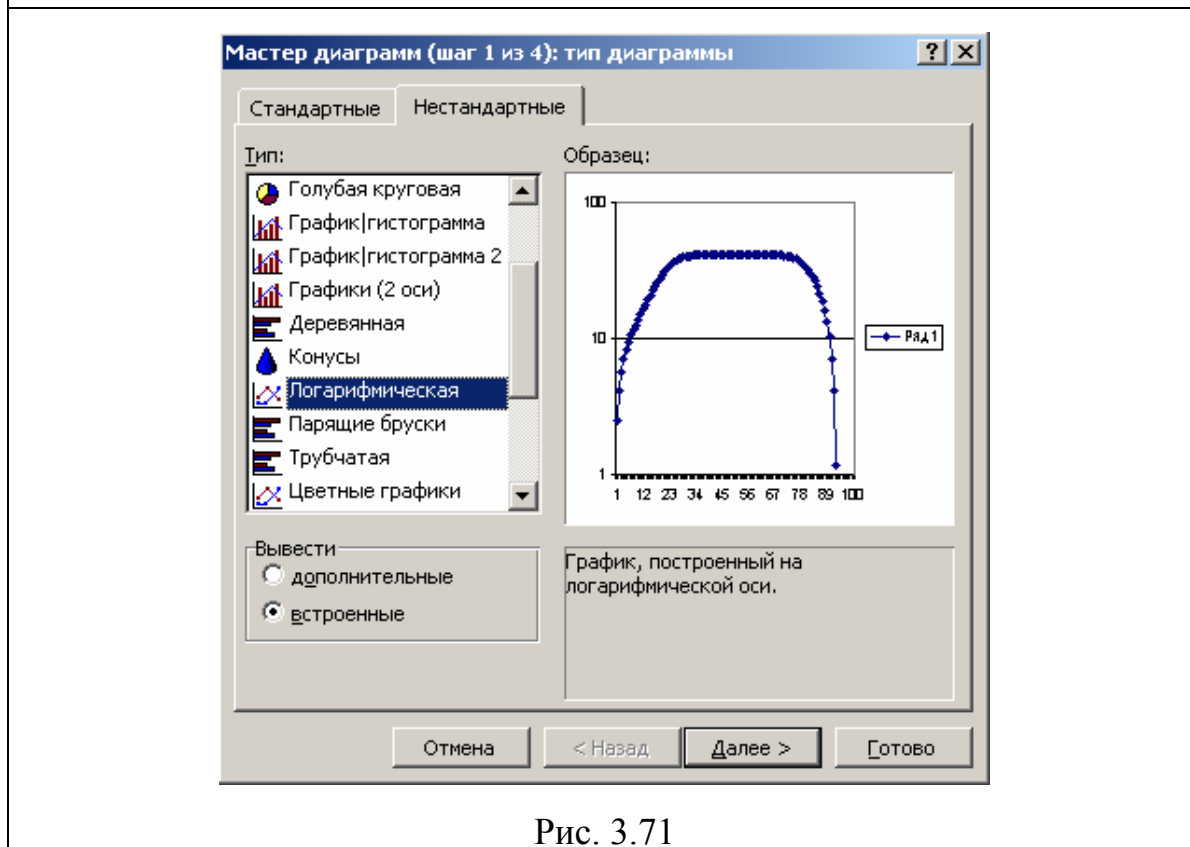 Мастер диаграмм (шаг 1 из 4): тип диаграммы
Стандартные
Нестандартные
Тип:
Голубая круговая
График|гистограмма
График|гистограмма 2
Графики (2 оси)
Деревянная
Конусы
Логарифмическая
Парящие бруски
Трубчатая
Цветные графики
Образец:
100
10
1
1 12 23 34 45 56 67 78 89 100
Ряд1
Вывести
дополнительные
встроенные
График, построенный на
логарифмической оси.
Отмена
< Назад
Далее >
Готово
Рис. 3.71